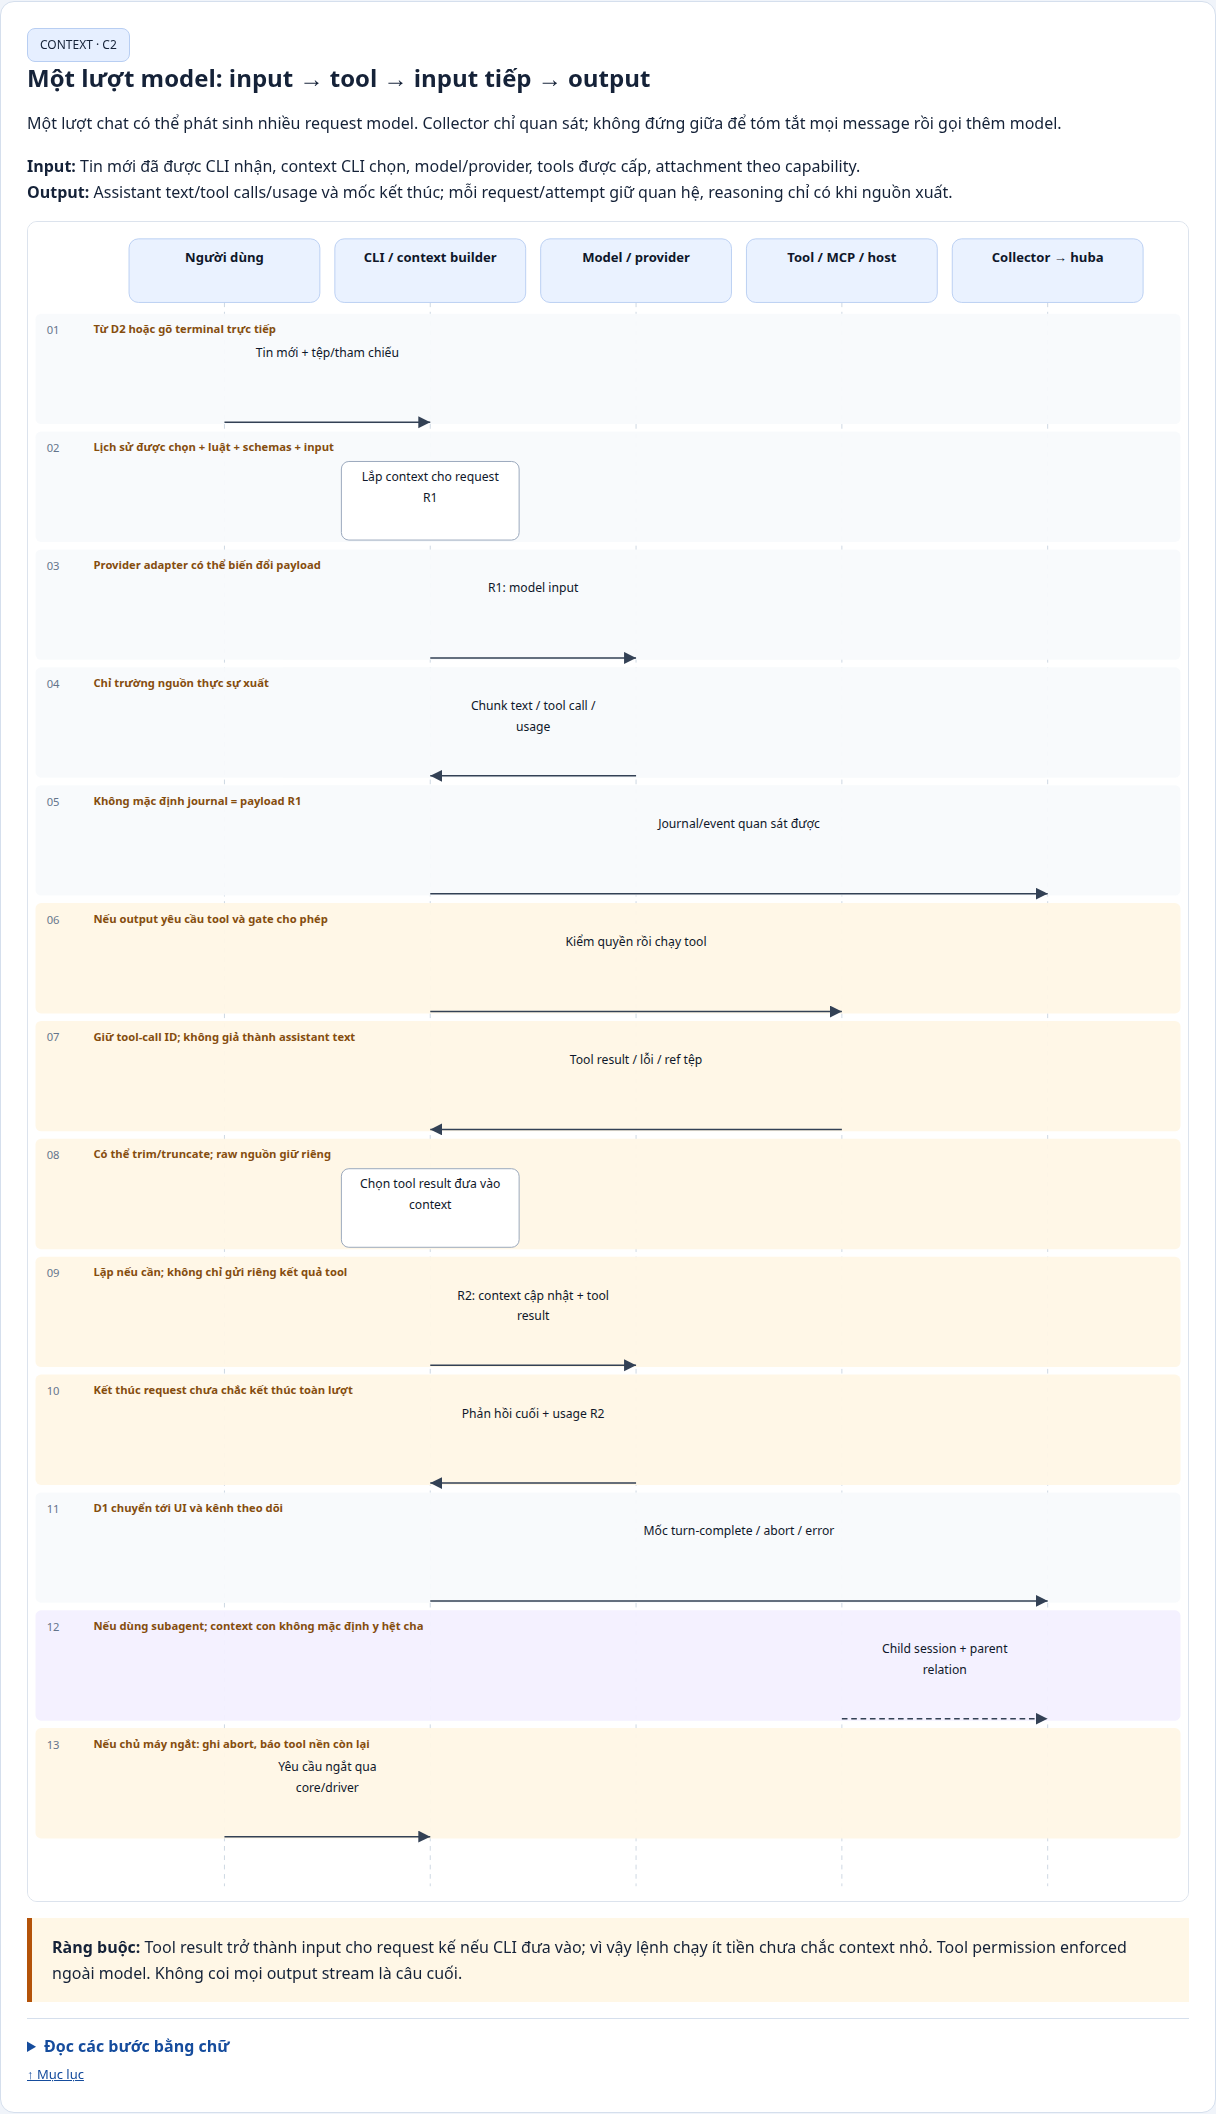 CONTEXT · C2
Một lượt model: input → tool → input tiếp → output
Một lượt chat có thể phát sinh nhiều request model. Collector chỉ quan sát; không đứng giữa để tóm tắt mọi message rồi gọi thêm model.
Input: Tin mới đã được CLI nhận, context CLI chọn, model/provider, tools được cấp, attachment theo capability.
Output: Assistant text/tool calls/usage và mốc kết thúc; mỗi request/attempt giữ quan hệ, reasoning chỉ có khi nguồn xuất.
Người dùng
CLI / context builder
Model / provider
Tool / MCP / host
Collector → huba
01 Từ D2 hoặc gõ terminal trực tiếp
Tin mới + tệp/tham chiếu
02 Lịch sử được chọn + luật + schemas + input
Lắp context cho request
R1
03 Provider adapter có thể biến đổi payload
R1: model input
04 Chỉ trường nguồn thực sự xuất
Chunk text / tool call /
usage
05 Không mặc định journal = payload R1
Journal/event quan sát được
06 Nếu output yêu cầu tool và gate cho phép
Kiểm quyền rồi chạy tool
07 Giữ tool-call ID; không giả thành assistant text
Tool result / lỗi / ref tệp
08 Có thể trim/truncate; raw nguồn giữ riêng
Chọn tool result đưa vào
context
09 Lặp nếu cần; không chỉ gửi riêng kết quả tool
R2: context cập nhật + tool
result
10 Kết thúc request chưa chắc kết thúc toàn lượt
Phản hồi cuối + usage R2
11 D1 chuyển tới UI và kênh theo dõi
Mốc turn-complete / abort / error
12 Nếu dùng subagent; context con không mặc định y hệt cha
Child session + parent
relation
13 Nếu chủ máy ngắt: ghi abort, báo tool nền còn lại
Yêu cầu ngắt qua
core/driver
Ràng buộc: Tool result trở thành input cho request kế nếu CLI đưa vào; vì vậy lệnh chạy ít tiền chưa chắc context nhỏ. Tool permission enforced
ngoài model. Không coi mọi output stream là câu cuối.
▶ Đọc các bước bằng chữ
↑ Mục lục